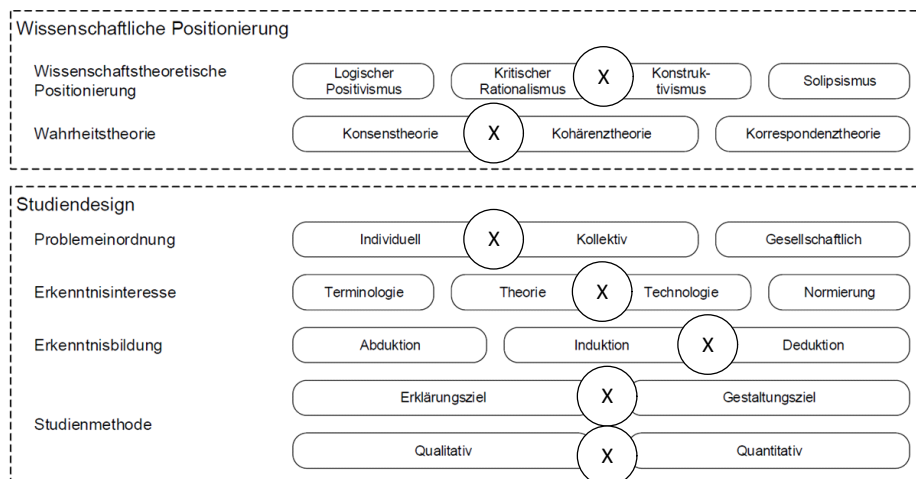 Wissenschaftliche Positionierung
Wissenschaftstheoretische
Positionierung
Logischer
Positivismus
Kritischer
Rationalismus
X
Konstruk-
tivismus
Solipsismus
Wahrheitstheorie
Konsenstheorie
X
Kohärenztheorie
Korrespondenztheorie
Studiendesign
Problemeinordnung
Individuell
X
Kollektiv
Gesellschaftlich
Erkenntnisinteresse
Terminologie
Theorie
X
Technologie
Normierung
Erkenntnisbildung
Abduktion
Induktion
X
Deduktion
Studienmethode
Erklärungsziel
X
Gestaltungsziel
Qualitativ
X
Quantitativ